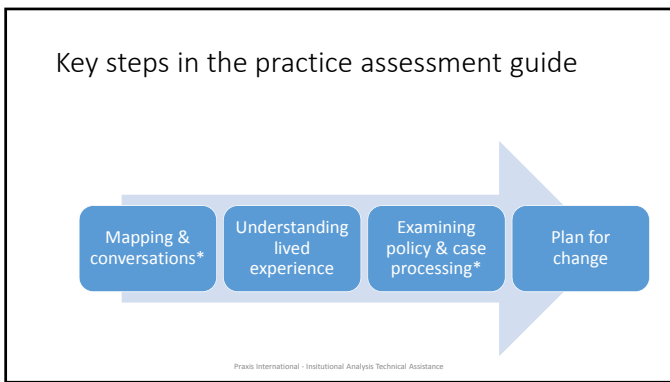 Key steps in the practice assessment guide
Mapping &
conversations*
Understanding
lived
experience
Examining
policy & case
processing*
Plan for
change
Praxis International - Insitutional Analysis Technical Assistance